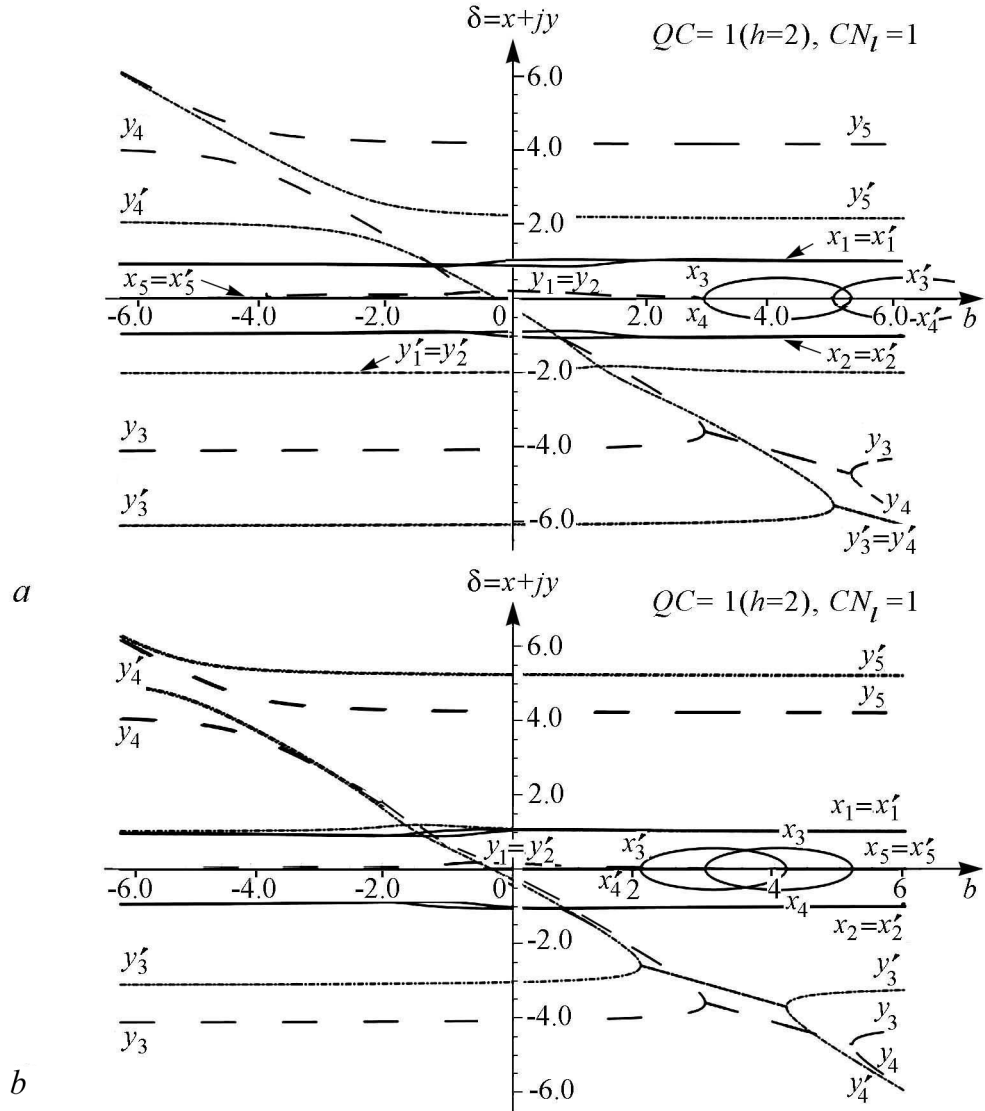 δ=x+jy
QC= 1(h=2), CN_l=1
6.0
y₄
4.0
y₅
y₄′
2.0
y₅′
x₁=x₁′
x₅=x₅′
y₁=y₂
x₃
x₃′
-6.0 -4.0 -2.0 0 2.0 4.0 6.0 b
x₄
-x₄′
y₁′=y₂′
x₂=x₂′
-2.0
y₃
-4.0
y₃
y₄
y₃′
-6.0
y₃′=y₄′
a
δ=x+jy
QC= 1(h=2), CN_l=1
6.0
y₄′
y₅′
y₅
y₄
4.0
2.0
x₁=x₁′
y₁=y₂′
x₃′
x₃
x₅=x₅′
-6.0 -4.0 -2.0 0 x₄′ 2 4 6 b
x₄
x₂=x₂′
-2.0
y₃′
y₃′
-4.0
y₃
y₃
y₄
y₄′
-6.0
b